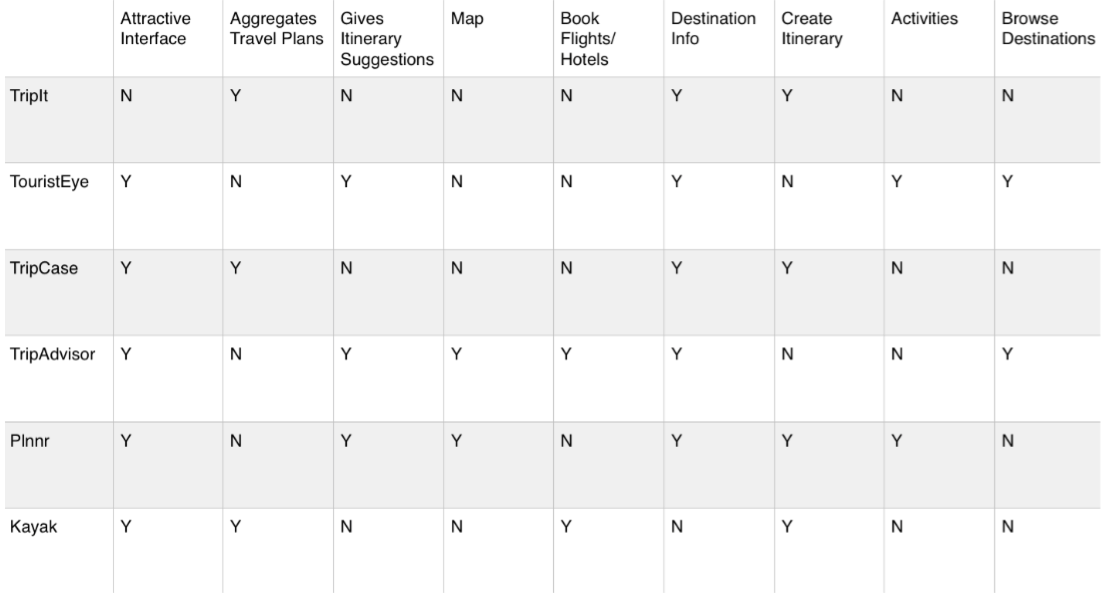 Attractive Interface Aggregates Travel Plans Gives Itinerary Suggestions Map Book Flights/ Hotels Destination Info Create Itinerary Activities Browse Destinations
TripIt N Y N N N Y Y N N
TouristEye Y N Y N N Y N Y Y
TripCase Y Y N N N Y Y N N
TripAdvisor Y N Y Y Y Y N N Y
Plnnr Y N Y Y N Y Y Y N
Kayak Y Y N N Y N Y N N